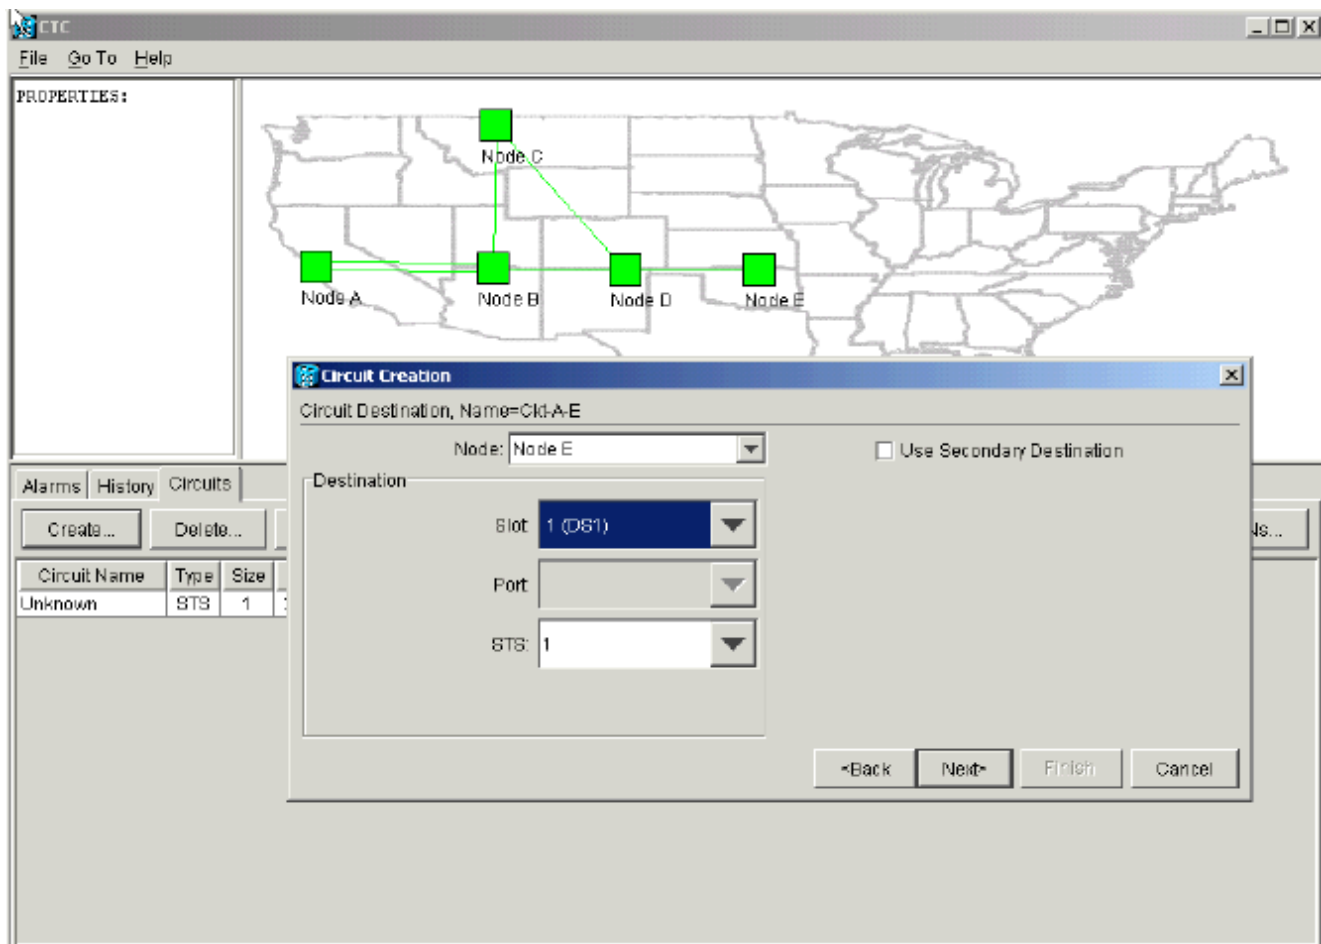 CTC
File Go To Help
PROPERTIES:
Node C
Node A
Node B
Node D
Node E
Circuit Creation
Circuit Destination, Name=Ckt-A-E
Node: Node E
Use Secondary Destination
Destination
Slot 1 (DS1)
Port
STS: 1
<Back Next> Finish Cancel
Alarms History Circuits
Create... Delete...
Circuit Name Type Size
Unknown STS 1